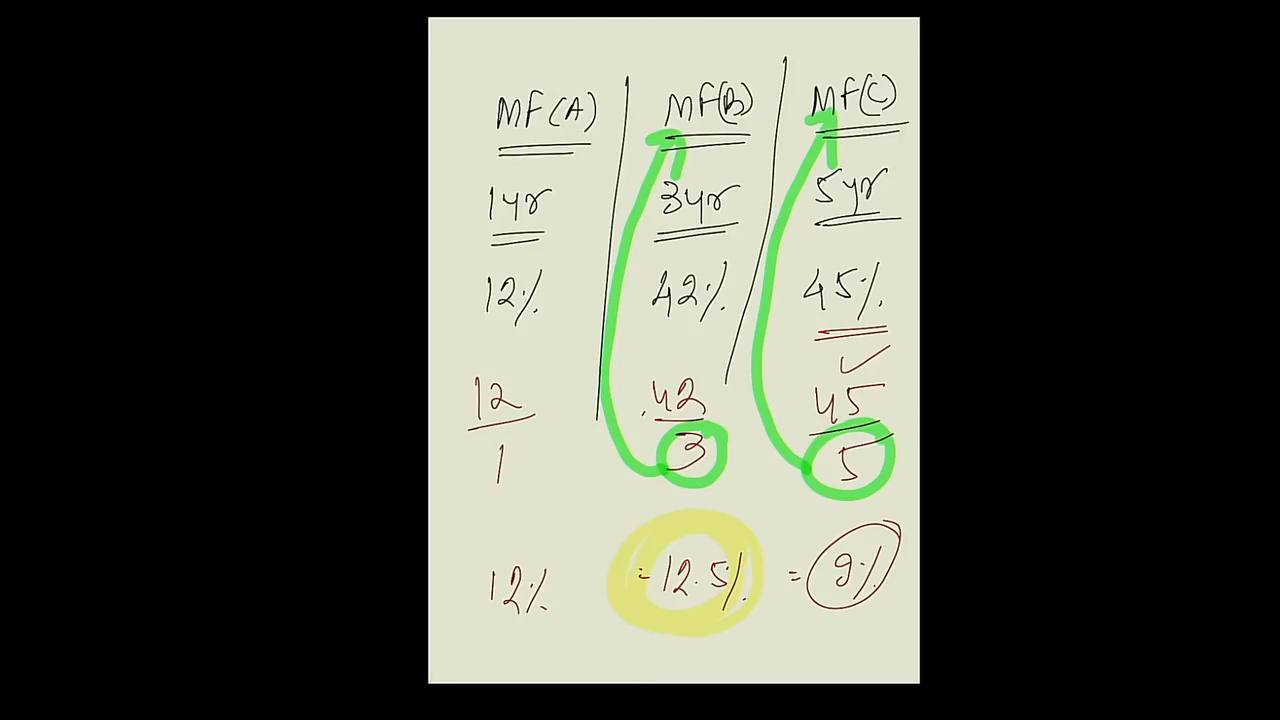 MF(A) MF(B) MF(C)
1yr 3yr 5yr
12% 42% 45%
12 42 45
1 3 5
12% = 12.5% = 9%